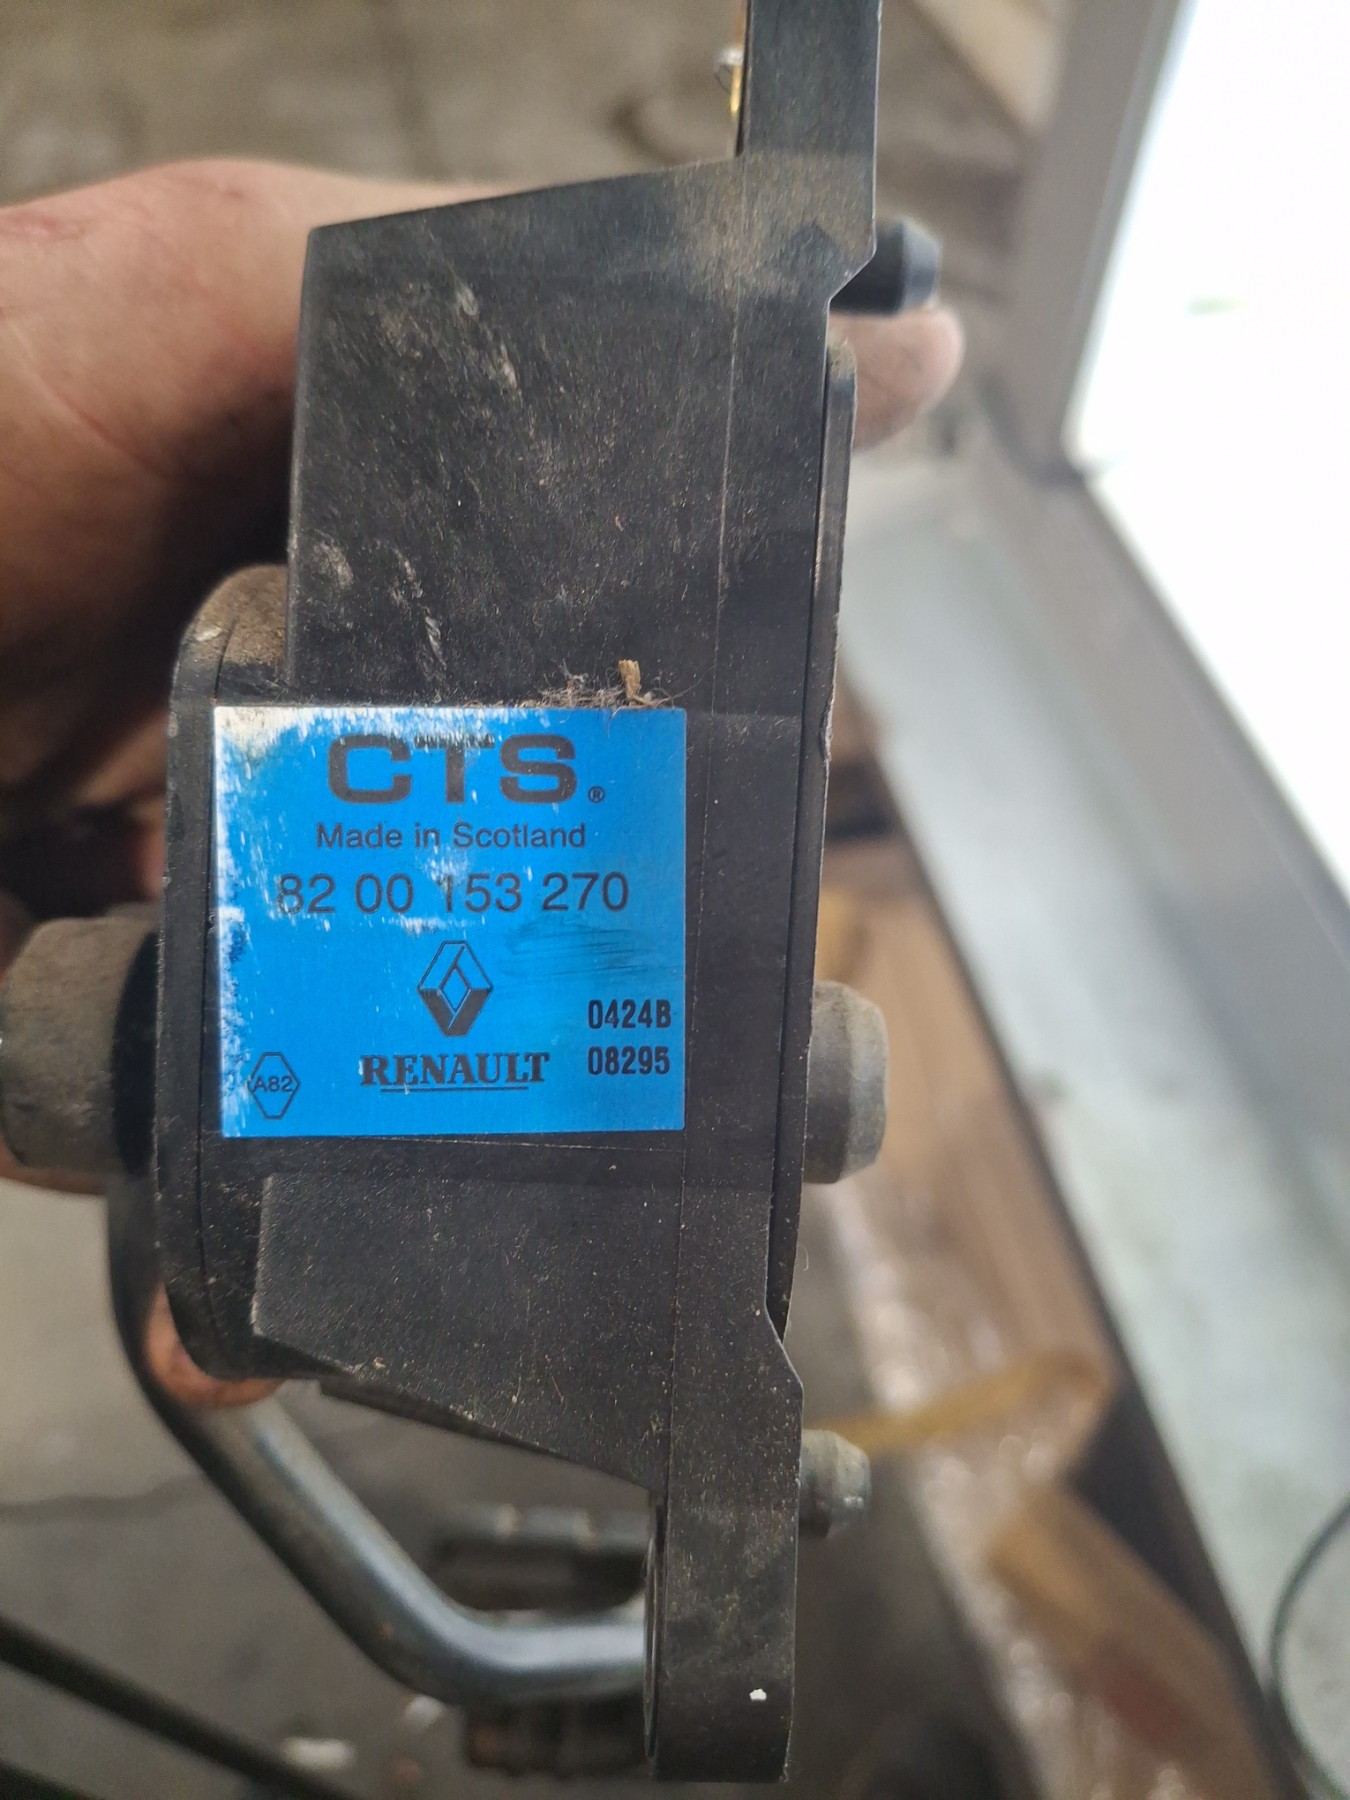 CTS®
Made in Scotland
82 00 153 270
0424B
RENAULT 08295
A82